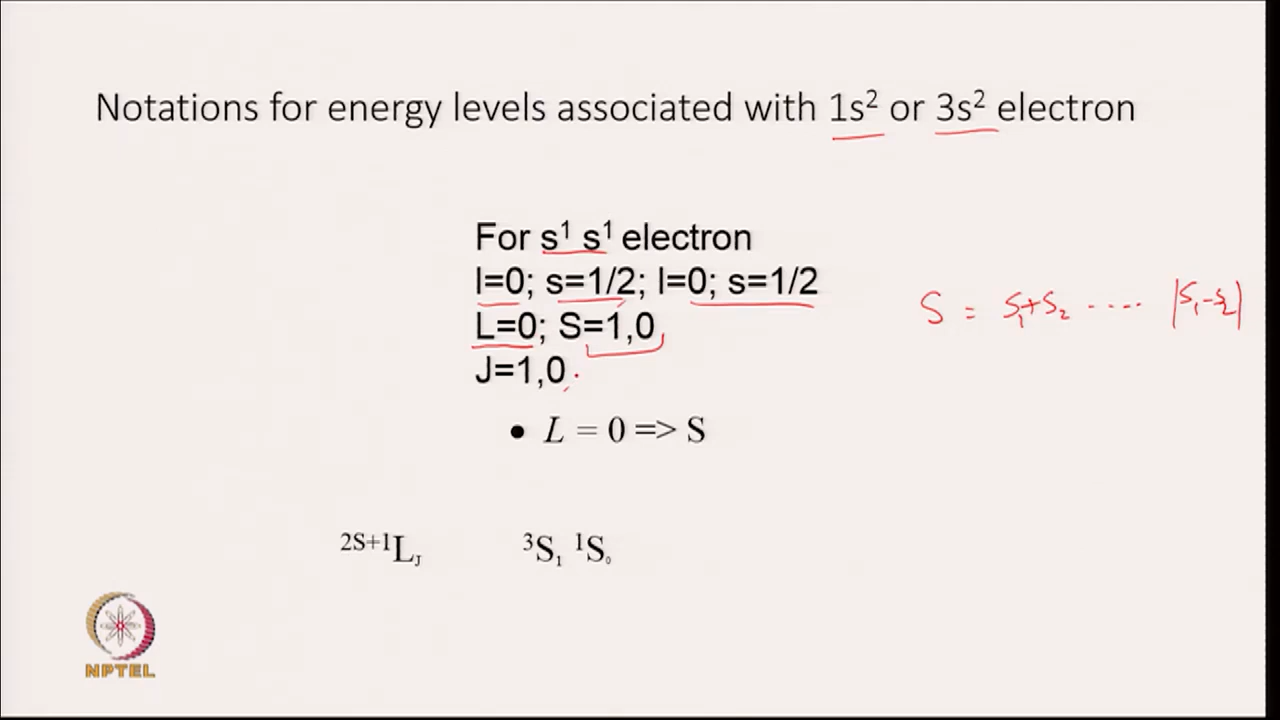 Notations for energy levels associated with 1s² or 3s² electron
For s¹ s¹ electron
l=0; s=1/2; l=0; s=1/2
S = S₁+S₂ ..... |S₁-S₂|
L=0; S=1,0
J=1,0
• L = 0 => S
²ˢ⁺¹L_J ³S₁ ¹S₀
NPTEL